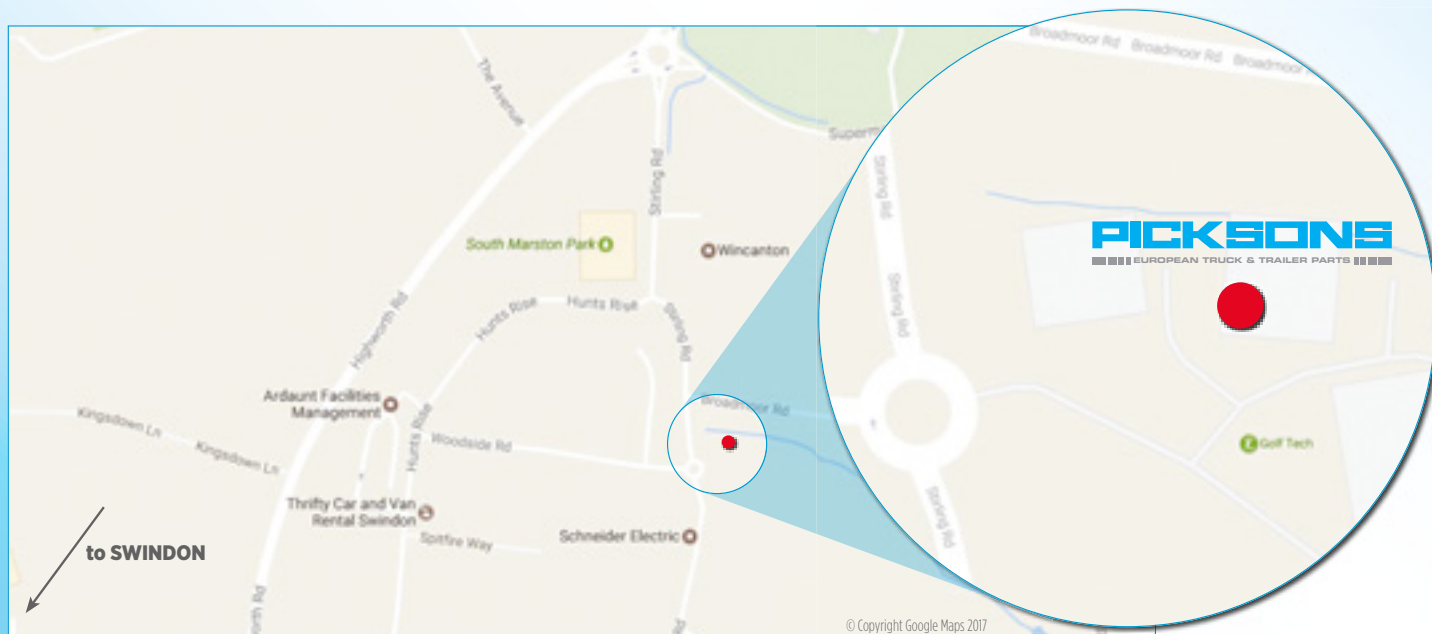 Broadmoor Rd Broadmoor Rd
The Avenue
Stirling Rd
Stirling Rd
South Marston Park
Wincanton
PICKSONS
EUROPEAN TRUCK & TRAILER PARTS
Hunts Rise
Hunts Rise
Highworth Rd
Stirling Rd
Stirling Rd
Ardaunt Facilities
Management
Broadmoor Rd
Kingsdown Ln
Kingsdown Ln
Hunts Rise
Woodside Rd
Golf Tech
Thrifty Car and Van
Rental Swindon
Spitfire Way
Schneider Electric
Stirling Rd
to SWINDON
orth Rd
Rd
© Copyright Google Maps 2017